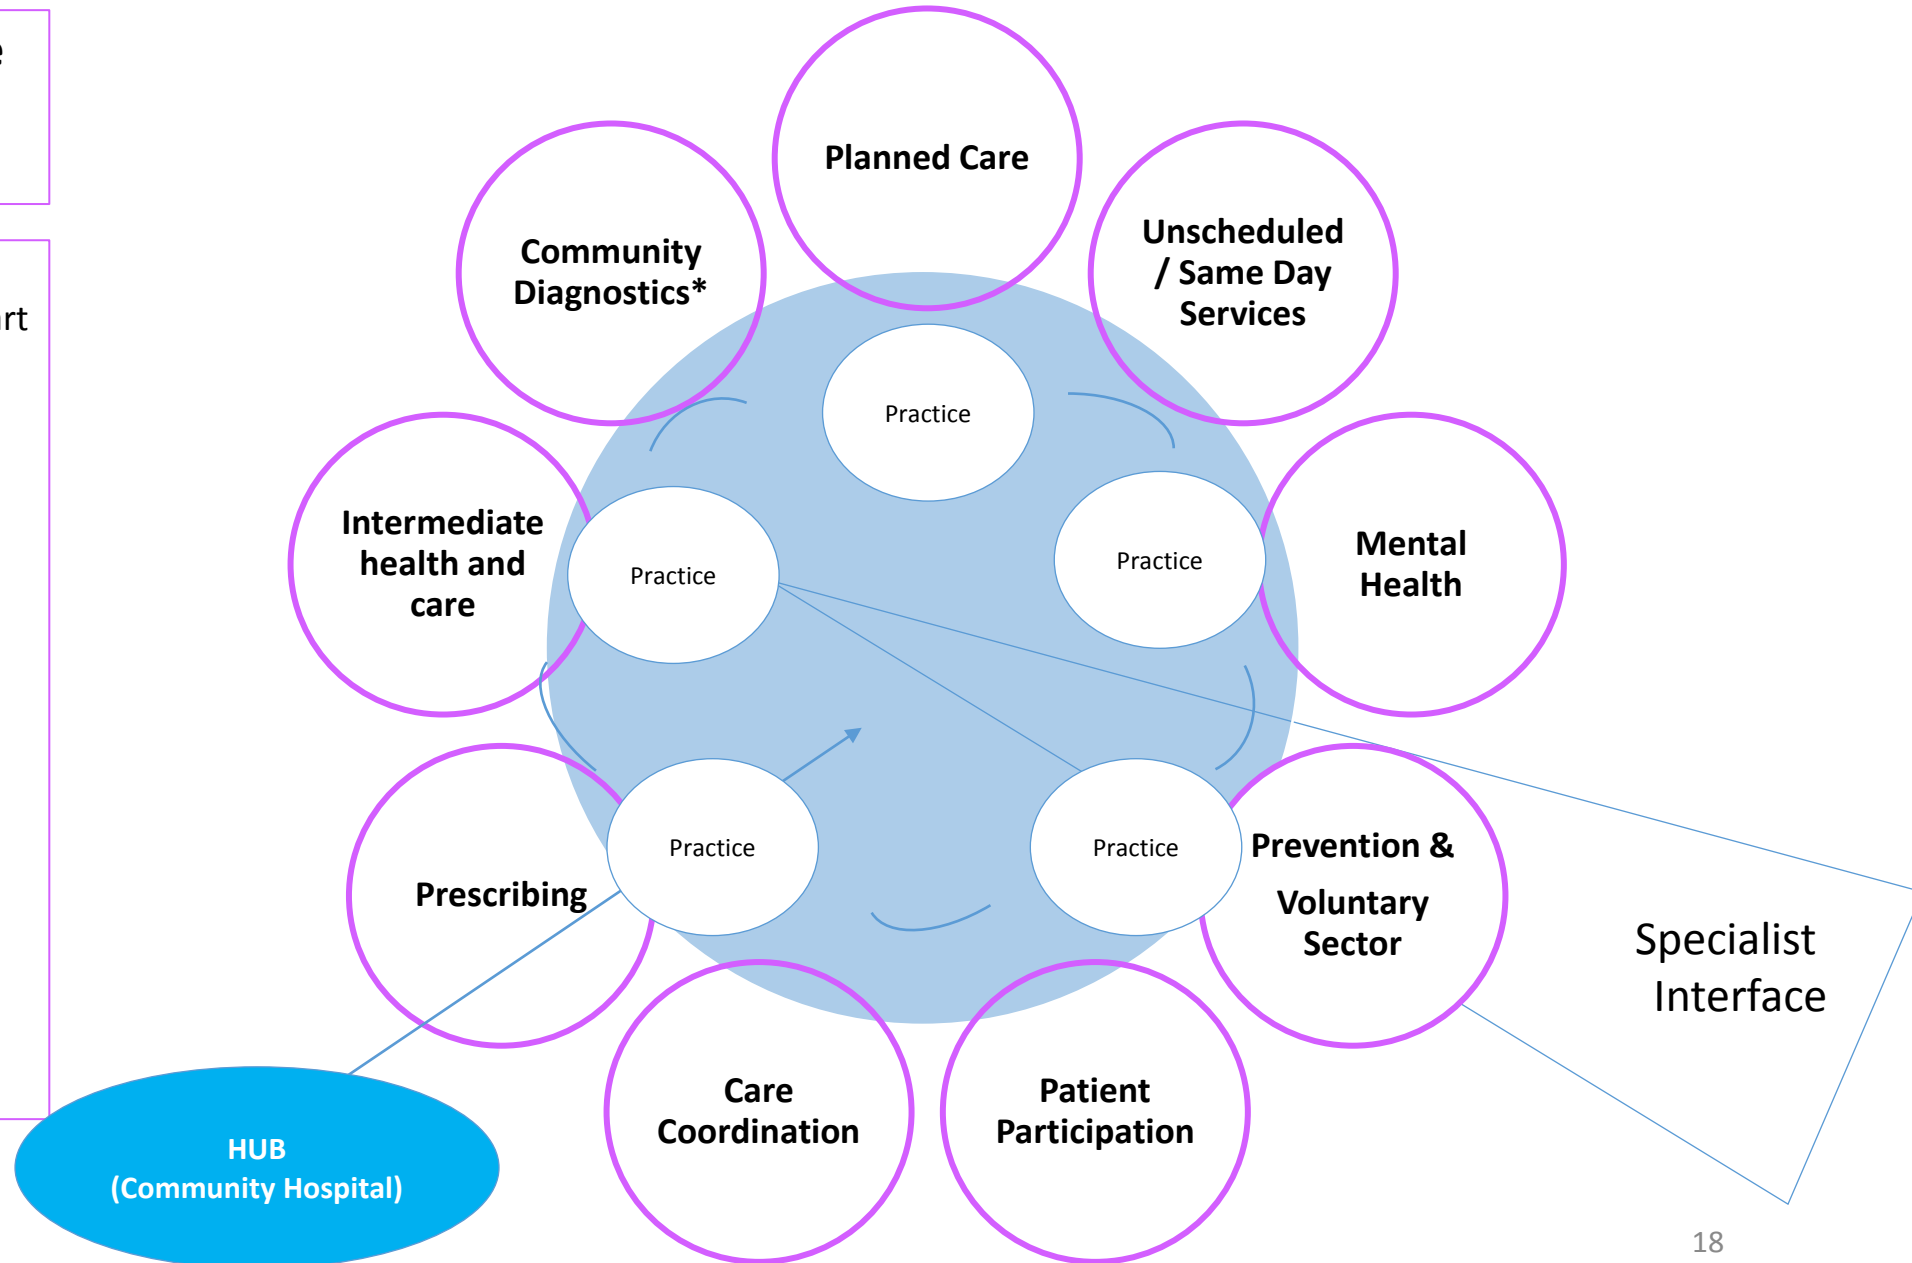 e
art
Planned Care
Community
Diagnostics*
Unscheduled
/ Same Day
Services
Practice
Intermediate
health and
care
Practice
Practice
Mental
Health
Prescribing
Practice
Practice
Prevention &
Voluntary
Sector
Specialist
Interface
Care
Coordination
Patient
Participation
HUB
(Community Hospital)
18